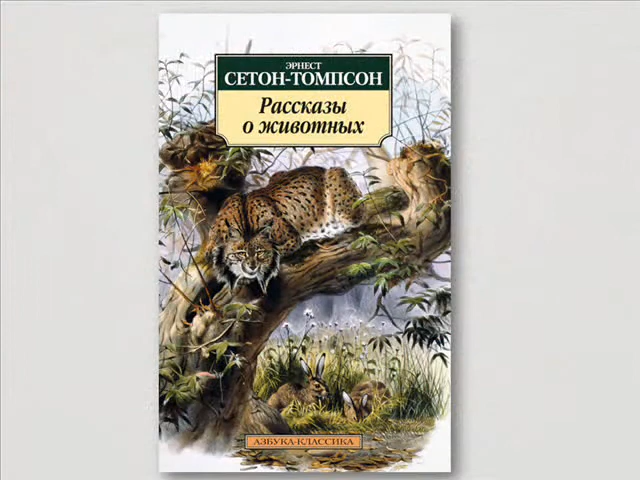 ЭРНЕСТ
СЕТОН-ТОМПСОН
Рассказы
о животных
АЗБУКА-КЛАССИКА